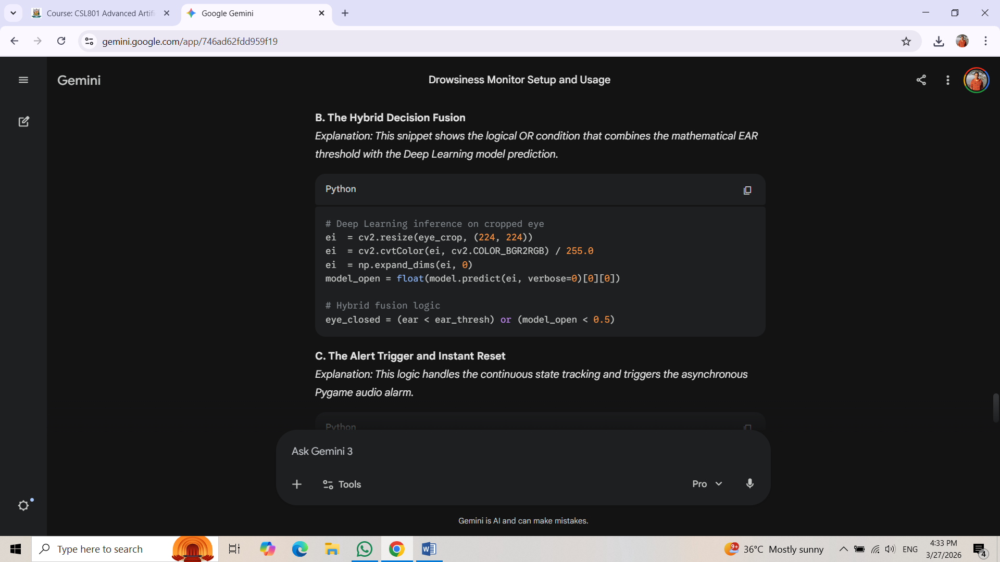 Course: CSL801 Advanced Artifi
Google Gemini
gemini.google.com/app/746ad62fdd959f19
Gemini
Drowsiness Monitor Setup and Usage
B. The Hybrid Decision Fusion
Explanation: This snippet shows the logical OR condition that combines the mathematical EAR
threshold with the Deep Learning model prediction.
Python
# Deep Learning inference on cropped eye
ei  = cv2.resize(eye_crop, (224, 224))
ei  = cv2.cvtColor(ei, cv2.COLOR_BGR2RGB) / 255.0
ei  = np.expand_dims(ei, 0)
model_open = float(model.predict(ei, verbose=0)[0][0])
# Hybrid fusion logic
eye_closed = (ear < ear_thresh) or (model_open < 0.5)
C. The Alert Trigger and Instant Reset
Explanation: This logic handles the continuous state tracking and triggers the asynchronous
Pygame audio alarm.
Python
Ask Gemini 3
Tools
Pro
Gemini is AI and can make mistakes.
Type here to search
9+
36°C Mostly sunny
ENG
4:33 PM
3/27/2026
4